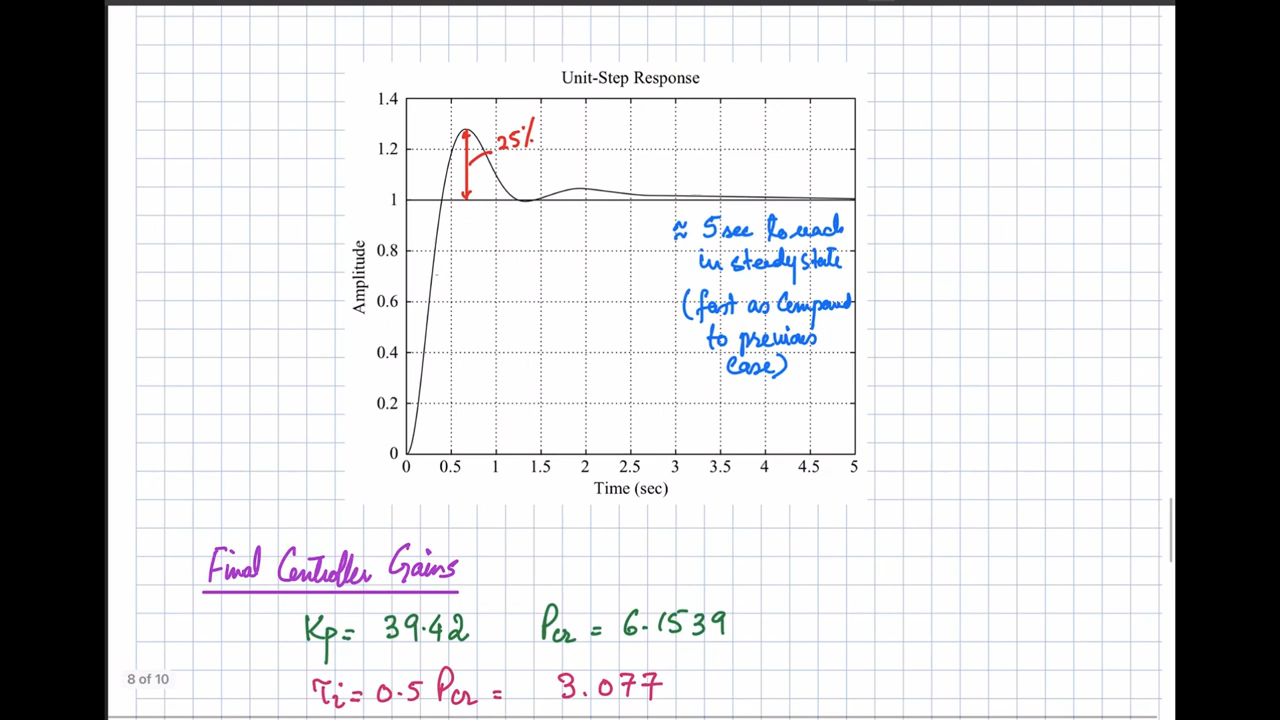 Unit-Step Response
1.4
1.2
1
0.8
0.6
0.4
0.2
0
Amplitude
25%
≈ 5 sec to reach
in steady state
(fast as compared
to previous
case)
0 0.5 1 1.5 2 2.5 3 3.5 4 4.5 5
Time (sec)
Final Controller Gains
Kp = 39.42 Pcr = 6.1539
τi = 0.5 Pcr = 3.077
8 of 10